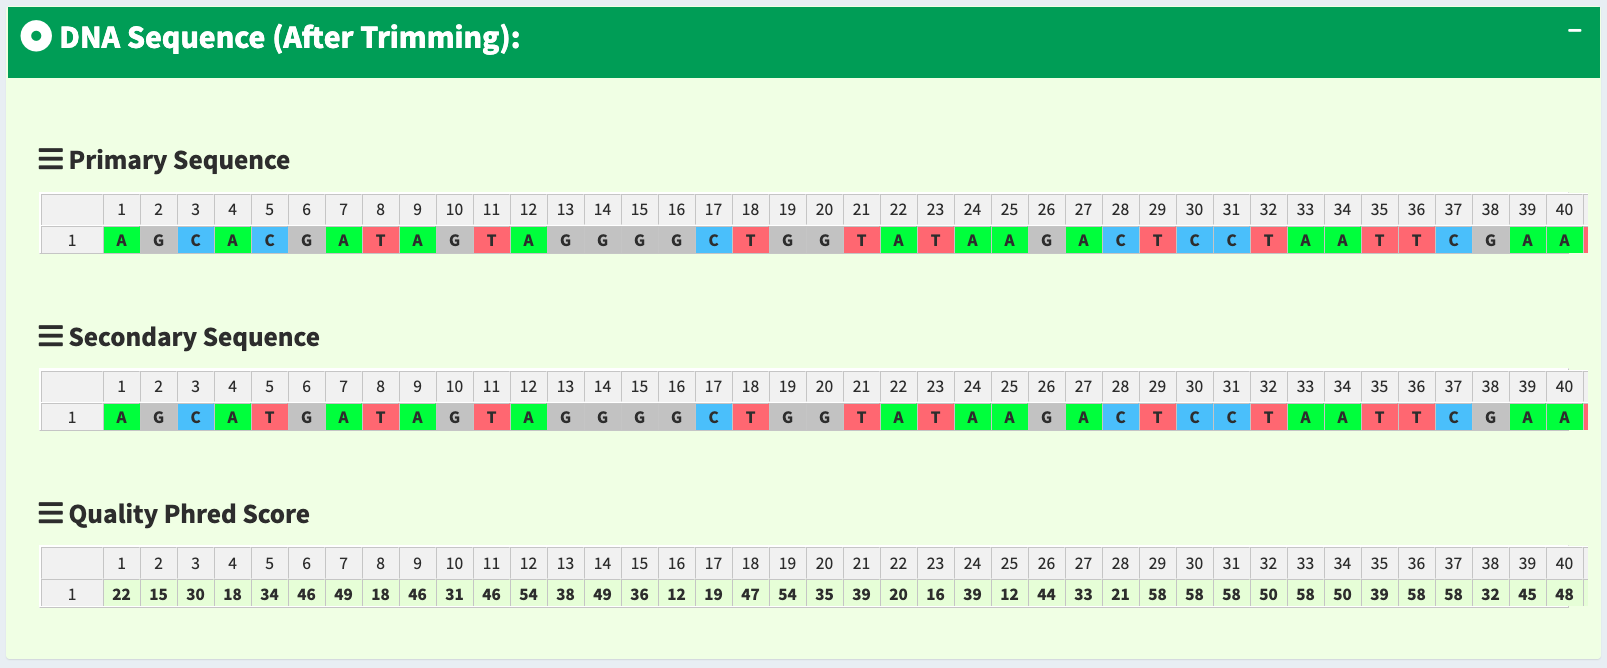 DNA Sequence (After Trimming):
Primary Sequence
1 2 3 4 5 6 7 8 9 10 11 12 13 14 15 16 17 18 19 20 21 22 23 24 25 26 27 28 29 30 31 32 33 34 35 36 37 38 39 40
1 A G C A C G A T A G T A G G G G C T G G T A T A A G A C T C C T A A T T C G A A
Secondary Sequence
1 2 3 4 5 6 7 8 9 10 11 12 13 14 15 16 17 18 19 20 21 22 23 24 25 26 27 28 29 30 31 32 33 34 35 36 37 38 39 40
1 A G C A T G A T A G T A G G G G C T G G T A T A A G A C T C C T A A T T C G A A
Quality Phred Score
1 2 3 4 5 6 7 8 9 10 11 12 13 14 15 16 17 18 19 20 21 22 23 24 25 26 27 28 29 30 31 32 33 34 35 36 37 38 39 40
1 22 15 30 18 34 46 49 18 46 31 46 54 38 49 36 12 19 47 54 35 39 20 16 39 12 44 33 21 58 58 58 50 58 50 39 58 58 32 45 48